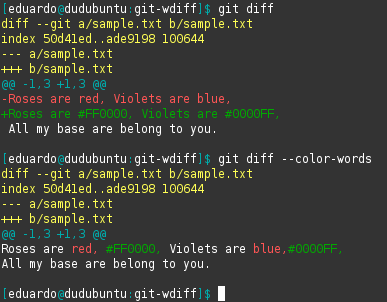 [eduardo@dudubuntu:git-wdiff]$ git diff
diff --git a/sample.txt b/sample.txt
index 50d41ed..ade9198 100644
--- a/sample.txt
+++ b/sample.txt
@@ -1,3 +1,3 @@
-Roses are red, Violets are blue,
+Roses are #FF0000, Violets are #0000FF,
 All my base are belong to you.
[eduardo@dudubuntu:git-wdiff]$ git diff --color-words
diff --git a/sample.txt b/sample.txt
index 50d41ed..ade9198 100644
--- a/sample.txt
+++ b/sample.txt
@@ -1,3 +1,3 @@
Roses are red, #FF0000, Violets are blue,#0000FF,
All my base are belong to you.
[eduardo@dudubuntu:git-wdiff]$